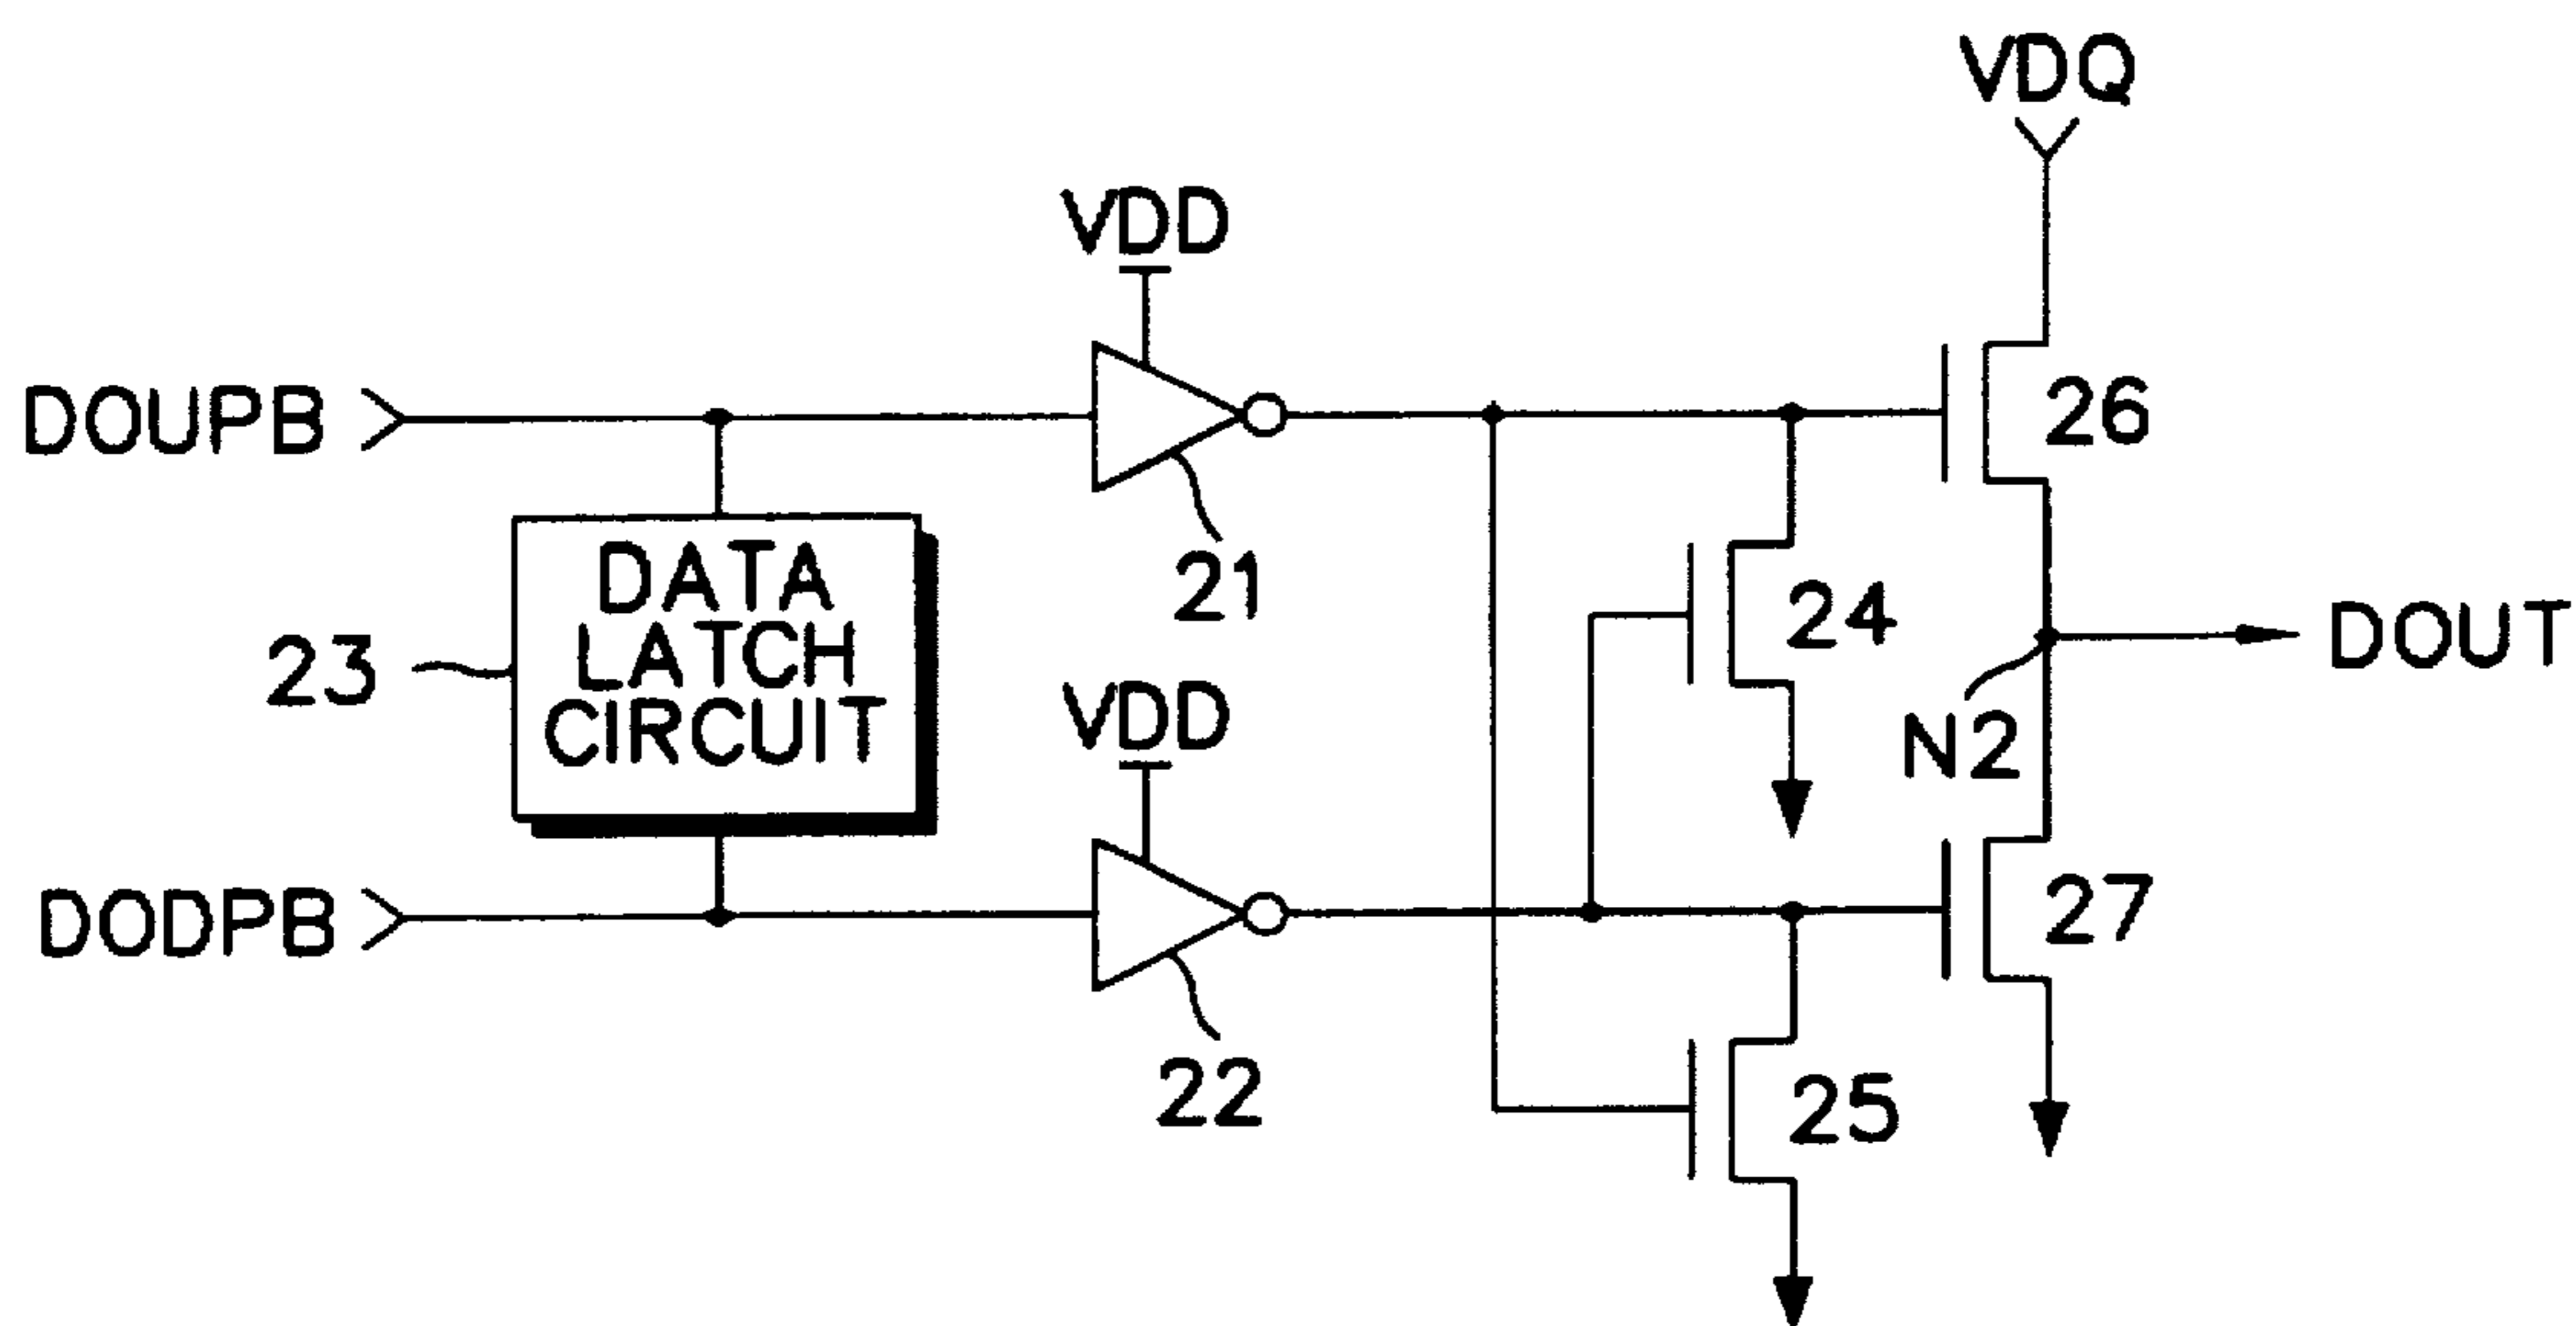 VDQ
VDD
DOUPB
26
21
DATA
LATCH
CIRCUIT
23
24
DOUT
VDD
N2
DODPB
27
22
25